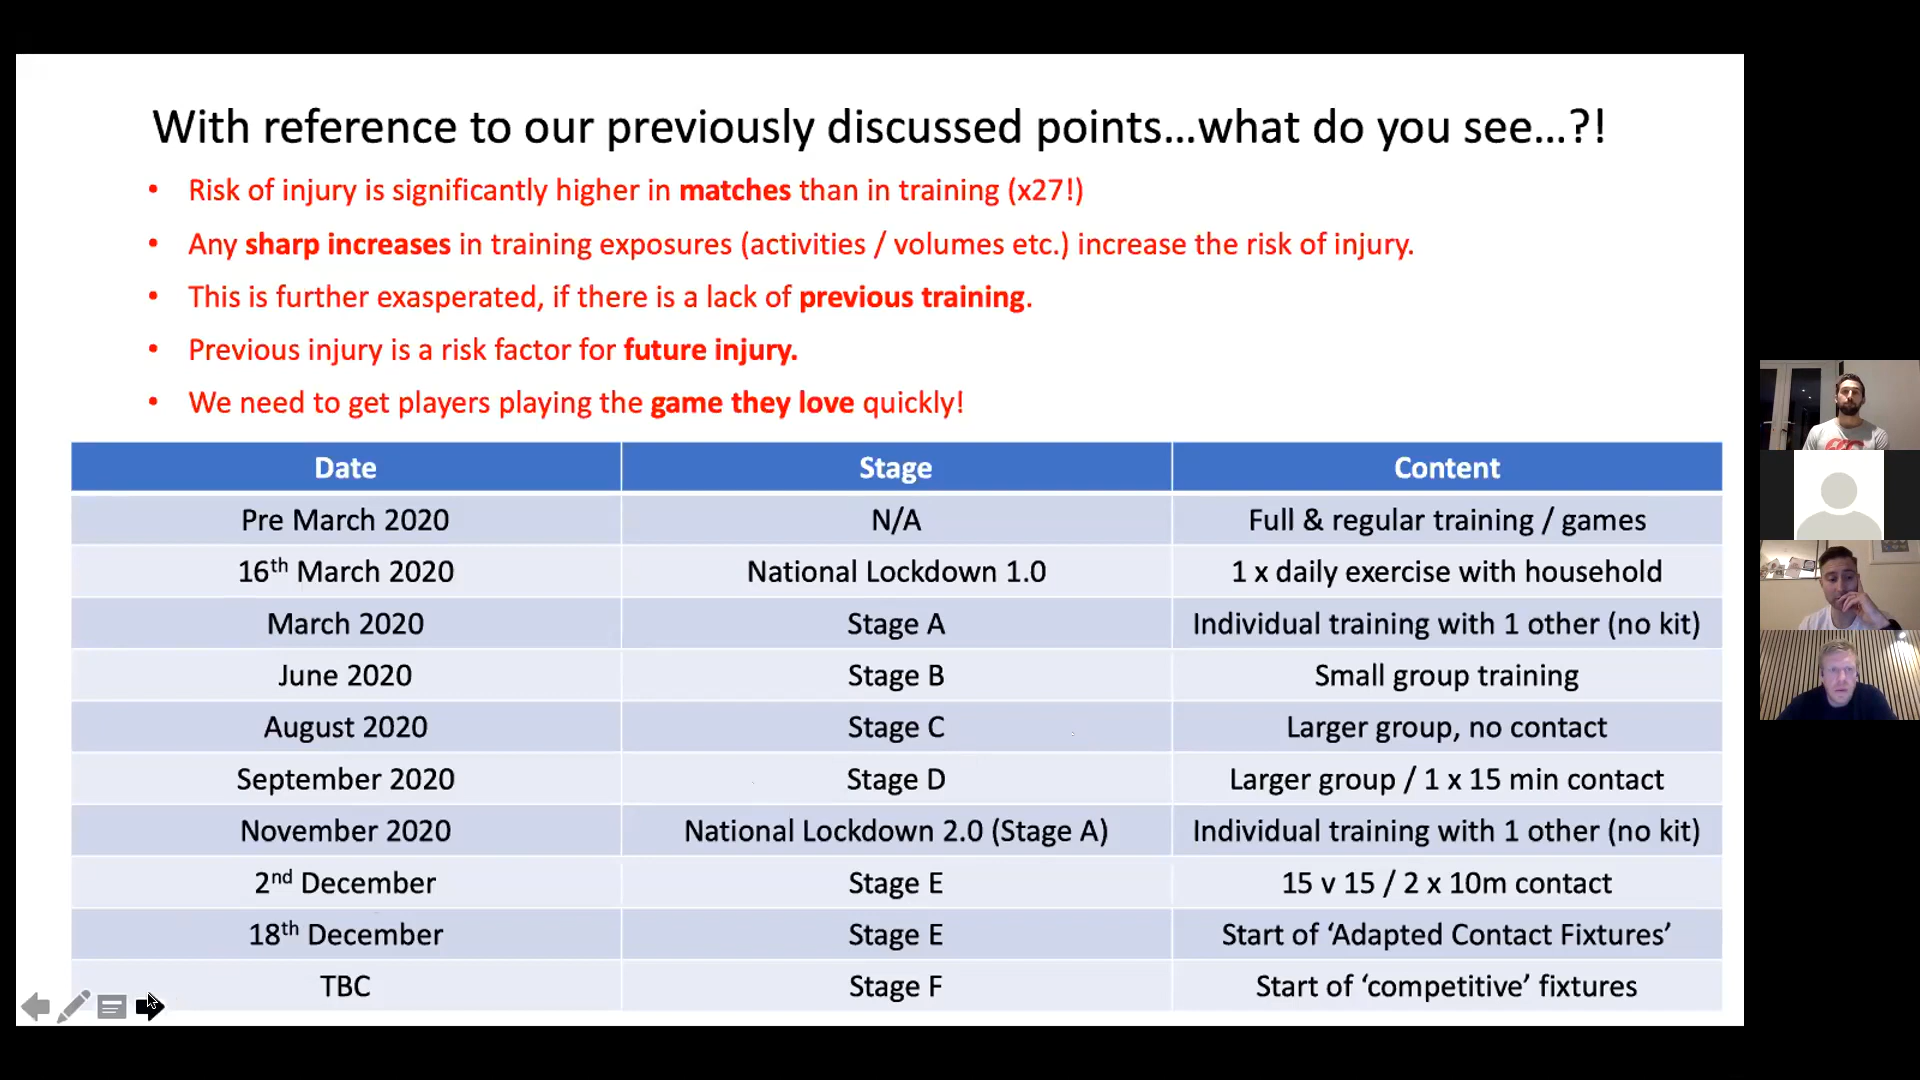 With reference to our previously discussed points...what do you see...?!
• Risk of injury is significantly higher in matches than in training (x27!)
• Any sharp increases in training exposures (activities / volumes etc.) increase the risk of injury.
• This is further exasperated, if there is a lack of previous training.
• Previous injury is a risk factor for future injury.
• We need to get players playing the game they love quickly!
Date Stage Content
Pre March 2020 N/A Full & regular training / games
16th March 2020 National Lockdown 1.0 1 x daily exercise with household
March 2020 Stage A Individual training with 1 other (no kit)
June 2020 Stage B Small group training
August 2020 Stage C Larger group, no contact
September 2020 Stage D Larger group / 1 x 15 min contact
November 2020 National Lockdown 2.0 (Stage A) Individual training with 1 other (no kit)
2nd December Stage E 15 v 15 / 2 x 10m contact
18th December Stage E Start of ‘Adapted Contact Fixtures’
TBC Stage F Start of ‘competitive’ fixtures